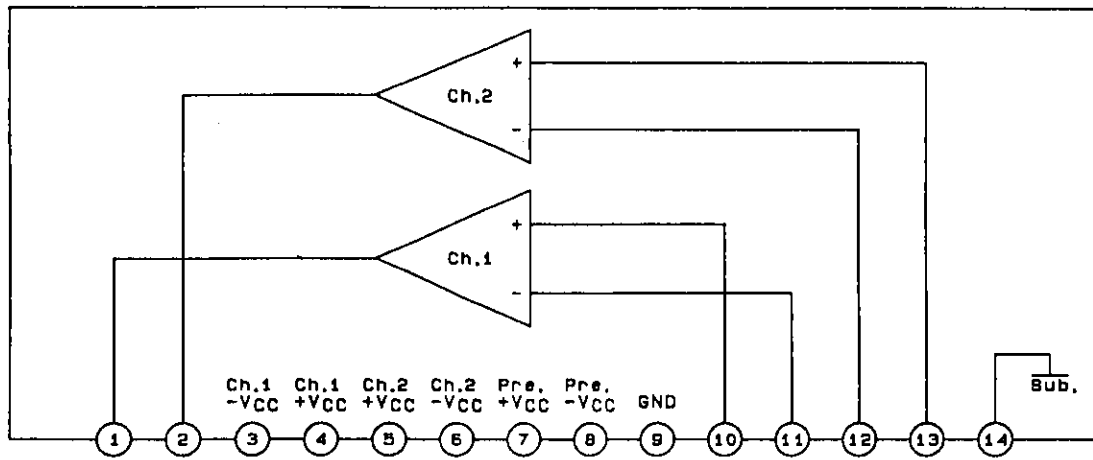 +
Ch.2
-
+
Ch.1
-
Ch.1 Ch.1 Ch.2 Ch.2 Pre. Pre.
-VCC +VCC +VCC -VCC +VCC -VCC GND
Sub.
1 2 3 4 5 6 7 8 9 10 11 12 13 14